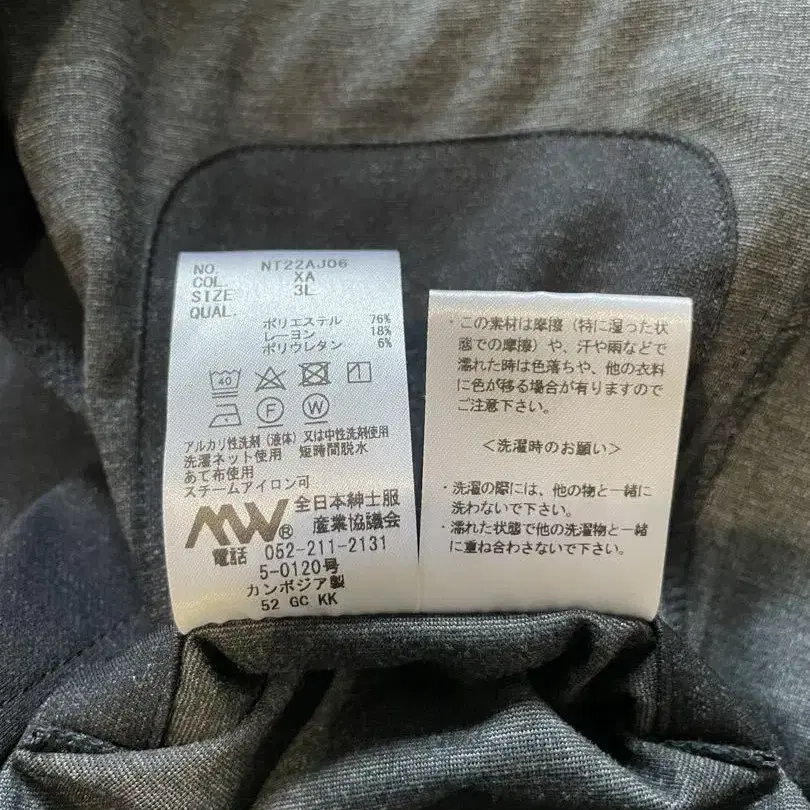 NO. NT22AJ06
COL. XA
SIZE 3L
QUAL.
ポリエステル 76%
レーヨン 18%
ポリウレタン 6%
40
F W
アルカリ性洗剤（液体）又は中性洗剤使用
洗濯ネット使用 短時間脱水
あて布使用
スチームアイロン可
MW® 全日本紳士服
産業協議会
電話 052-211-2131
5-0120号
カンボジア製
52 GC KK
・この素材は摩擦（特に湿った状
態での摩擦）や、汗や雨などで
濡れた時は色落ちや、他の衣料
に色が移る場合が有りますので
ご注意下さい。
＜洗濯時のお願い＞
・洗濯の際には、他の物と一緒に
洗わないで下さい。
・濡れた状態で他の洗濯物と一緒
に重ね合わさないで下さい。